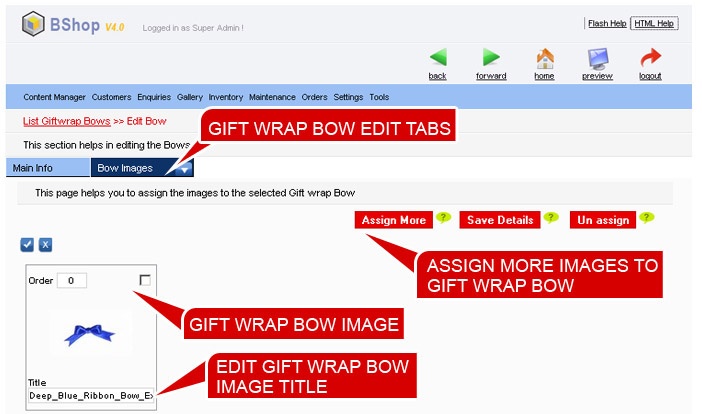 BShop V4.0
Logged in as Super Admin !
Flash Help HTML Help
back forward home preview logout
Content Manager Customers Enquiries Gallery Inventory Maintenance Orders Settings Tools
List Giftwrap Bows >> Edit Bow
GIFT WRAP BOW EDIT TABS
This section helps in editing the Bows
Main Info Bow Images
This page helps you to assign the images to the selected Gift wrap Bow
Assign More ? Save Details ? Un assign ?
ASSIGN MORE IMAGES TO
GIFT WRAP BOW
Order 0
GIFT WRAP BOW IMAGE
EDIT GIFT WRAP BOW
IMAGE TITLE
Title
Deep_Blue_Ribbon_Bow_Ex